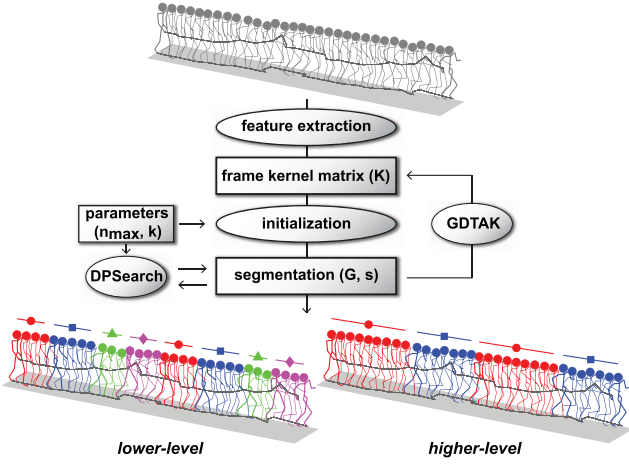 feature extraction
frame kernel matrix (K)
parameters
(nmax, k)
initialization
GDTAK
DPSearch
segmentation (G, s)
lower-level
higher-level